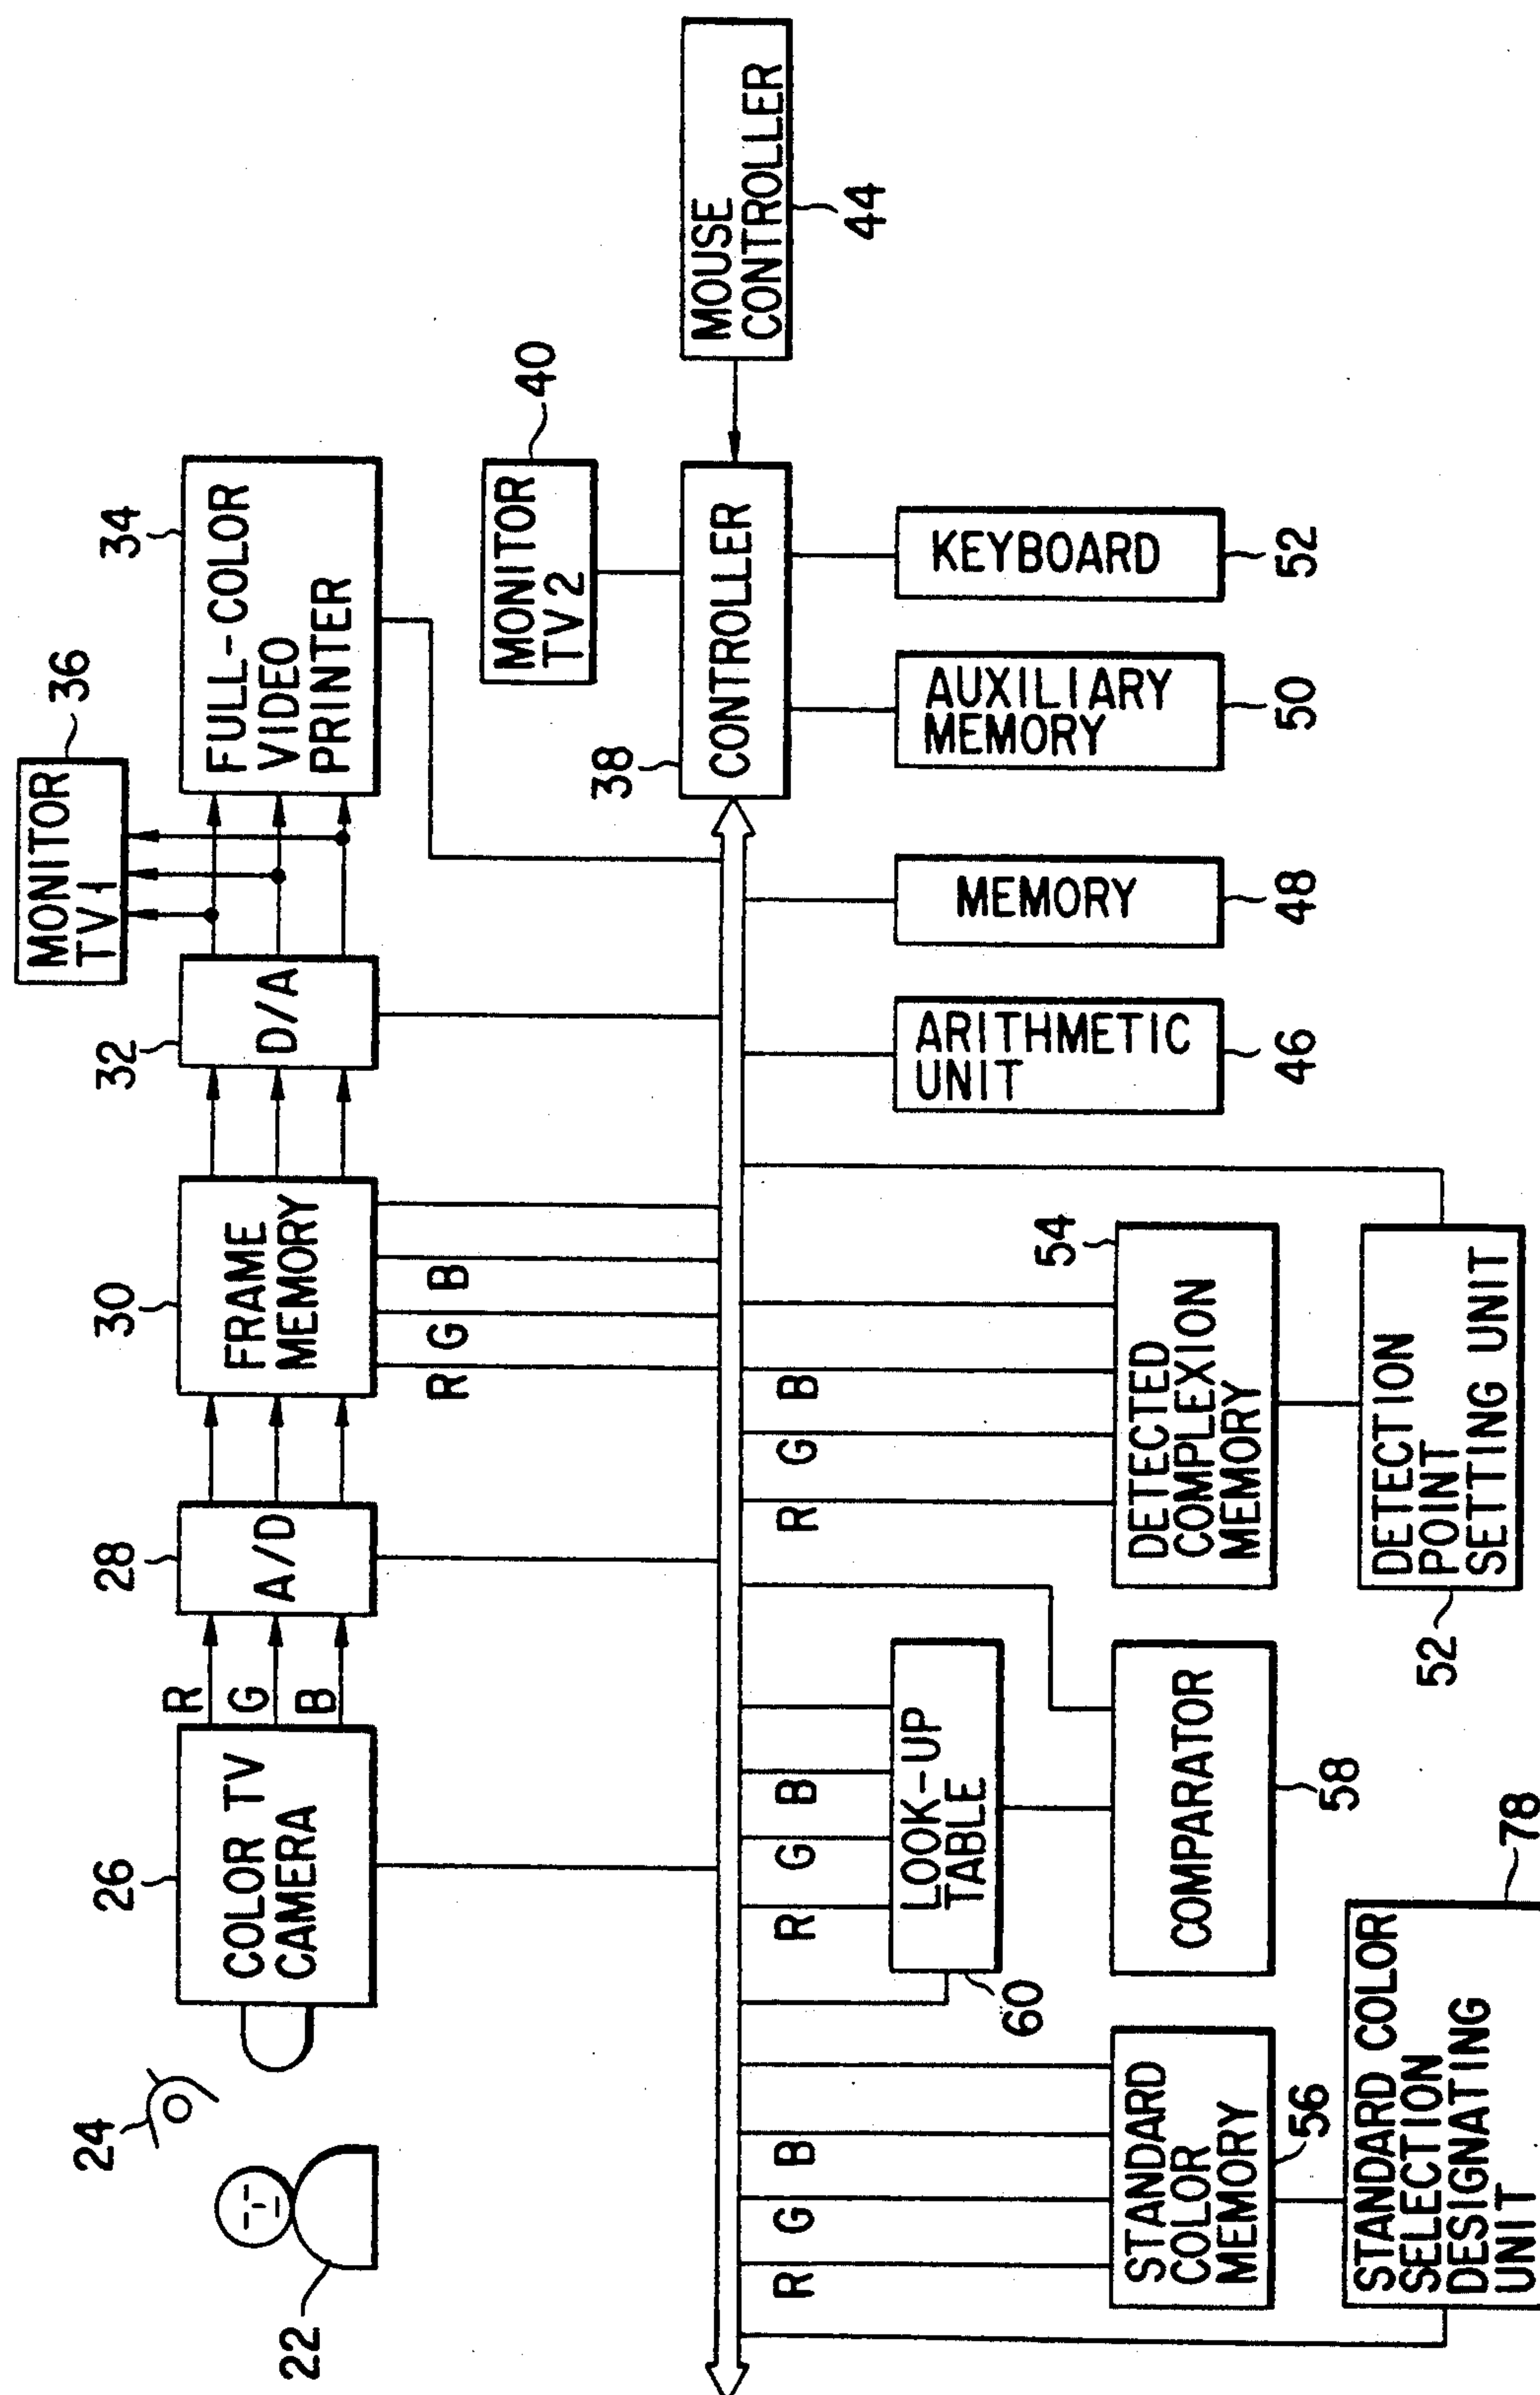 36
MONITOR
TV1
24
26
28
30
32
34
22
COLOR TV
CAMERA
R
G
B
A/D
FRAME
MEMORY
D/A
FULL-COLOR
VIDEO
PRINTER
R
G
B
40
MONITOR
TV2
38
CONTROLLER
MOUSE
CONTROLLER
44
R
G
B
R
G
B
R
G
B
LOOK-UP
TABLE
60
ARITHMETIC
UNIT
46
MEMORY
48
AUXILIARY
MEMORY
50
KEYBOARD
52
54
STANDARD
COLOR
MEMORY
56
COMPARATOR
58
DETECTED
COMPLEXION
MEMORY
STANDARD COLOR
SELECTION
DESIGNATING
UNIT
78
52
DETECTION
POINT
SETTING UNIT